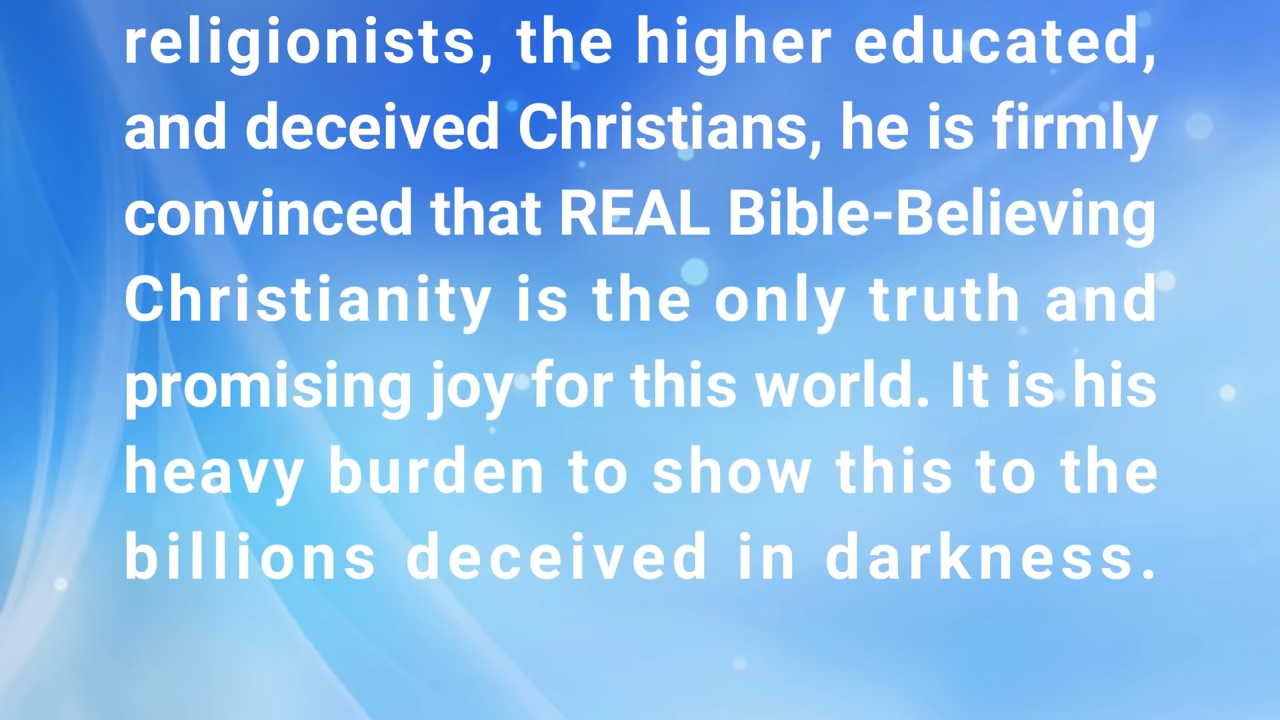 religionists, the higher educated,
and deceived Christians, he is firmly
convinced that REAL Bible-Believing
Christianity is the only truth and
promising joy for this world. It is his
heavy burden to show this to the
billions deceived in darkness.